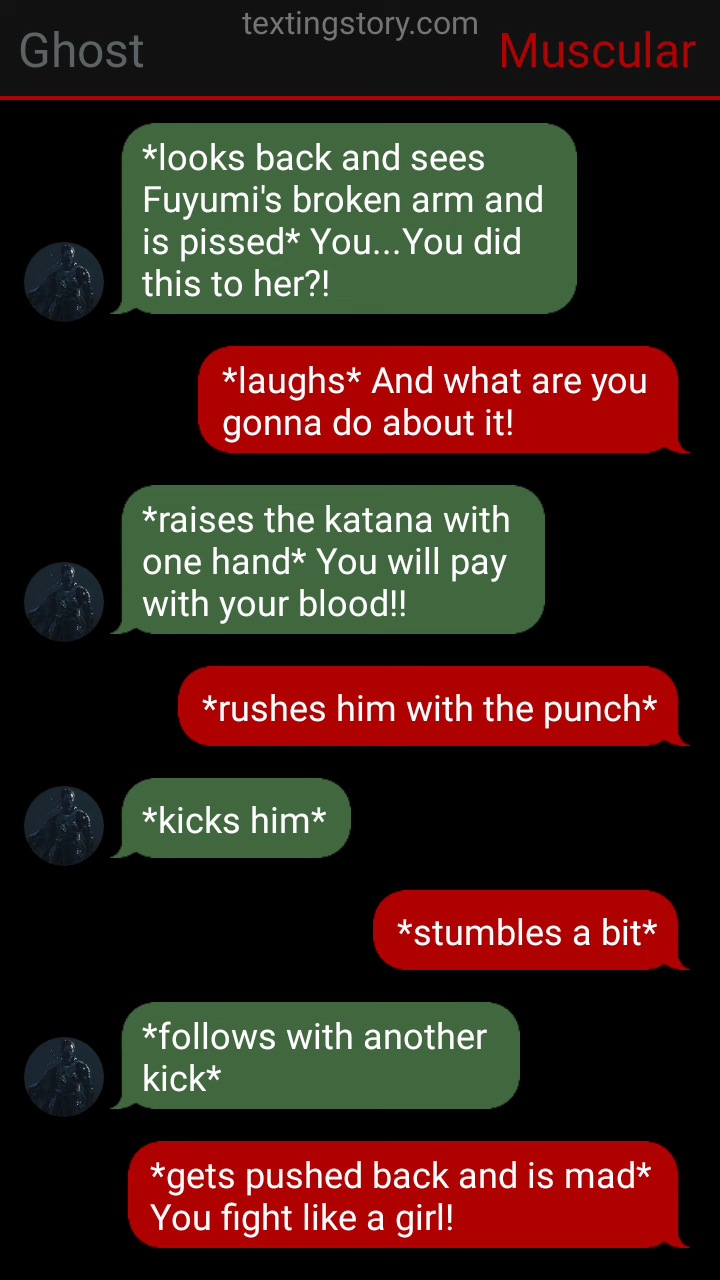 textingstory.com
Ghost
Muscular
*looks back and sees
Fuyumi's broken arm and
is pissed* You...You did
this to her?!
*laughs* And what are you
gonna do about it!
*raises the katana with
one hand* You will pay
with your blood!!
*rushes him with the punch*
*kicks him*
*stumbles a bit*
*follows with another
kick*
*gets pushed back and is mad*
You fight like a girl!